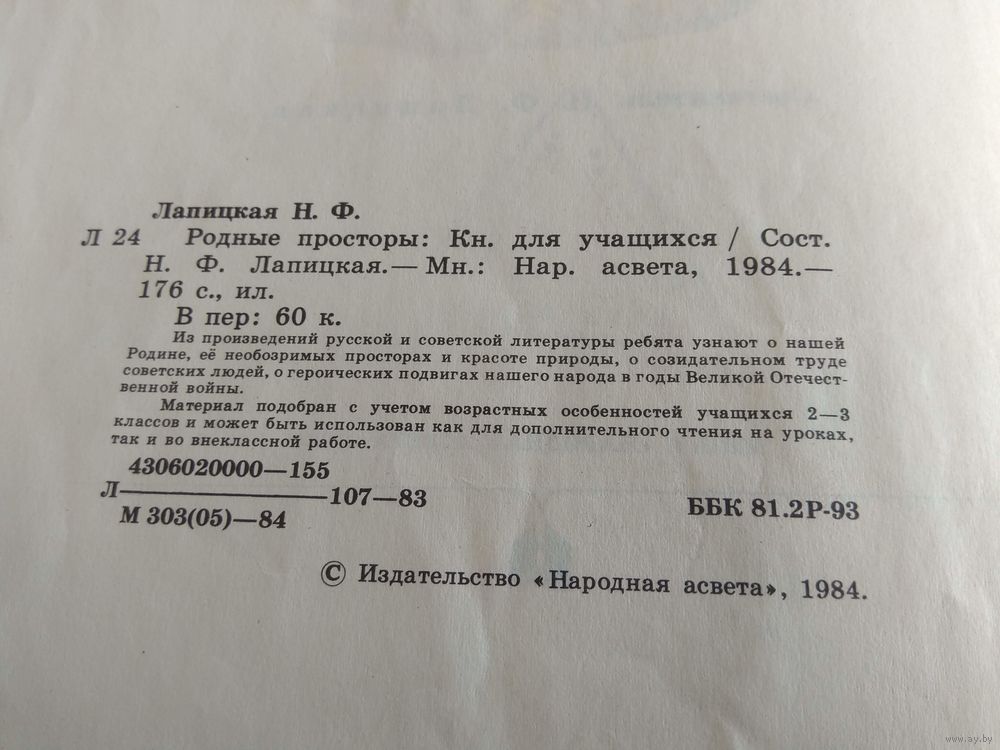 Лапицкая Н. Ф.
Л 24 Родные просторы: Кн. для учащихся / Сост.
Н. Ф. Лапицкая.— Мн.: Нар. асвета, 1984.—
176 с., ил.
В пер: 60 к.
Из произведений русской и советской литературы ребята узнают о нашей
Родине, её необозримых просторах и красоте природы, о созидательном труде
советских людей, о героических подвигах нашего народа в годы Великой Отечест-
венной войны.
Материал подобран с учетом возрастных особенностей учащихся 2—3
классов и может быть использован как для дополнительного чтения на уроках,
так и во внеклассной работе.
4306020000—155
Л————————107—83
М 303(05)—84
ББК 81.2Р-93
© Издательство «Народная асвета», 1984.
www.ay.by